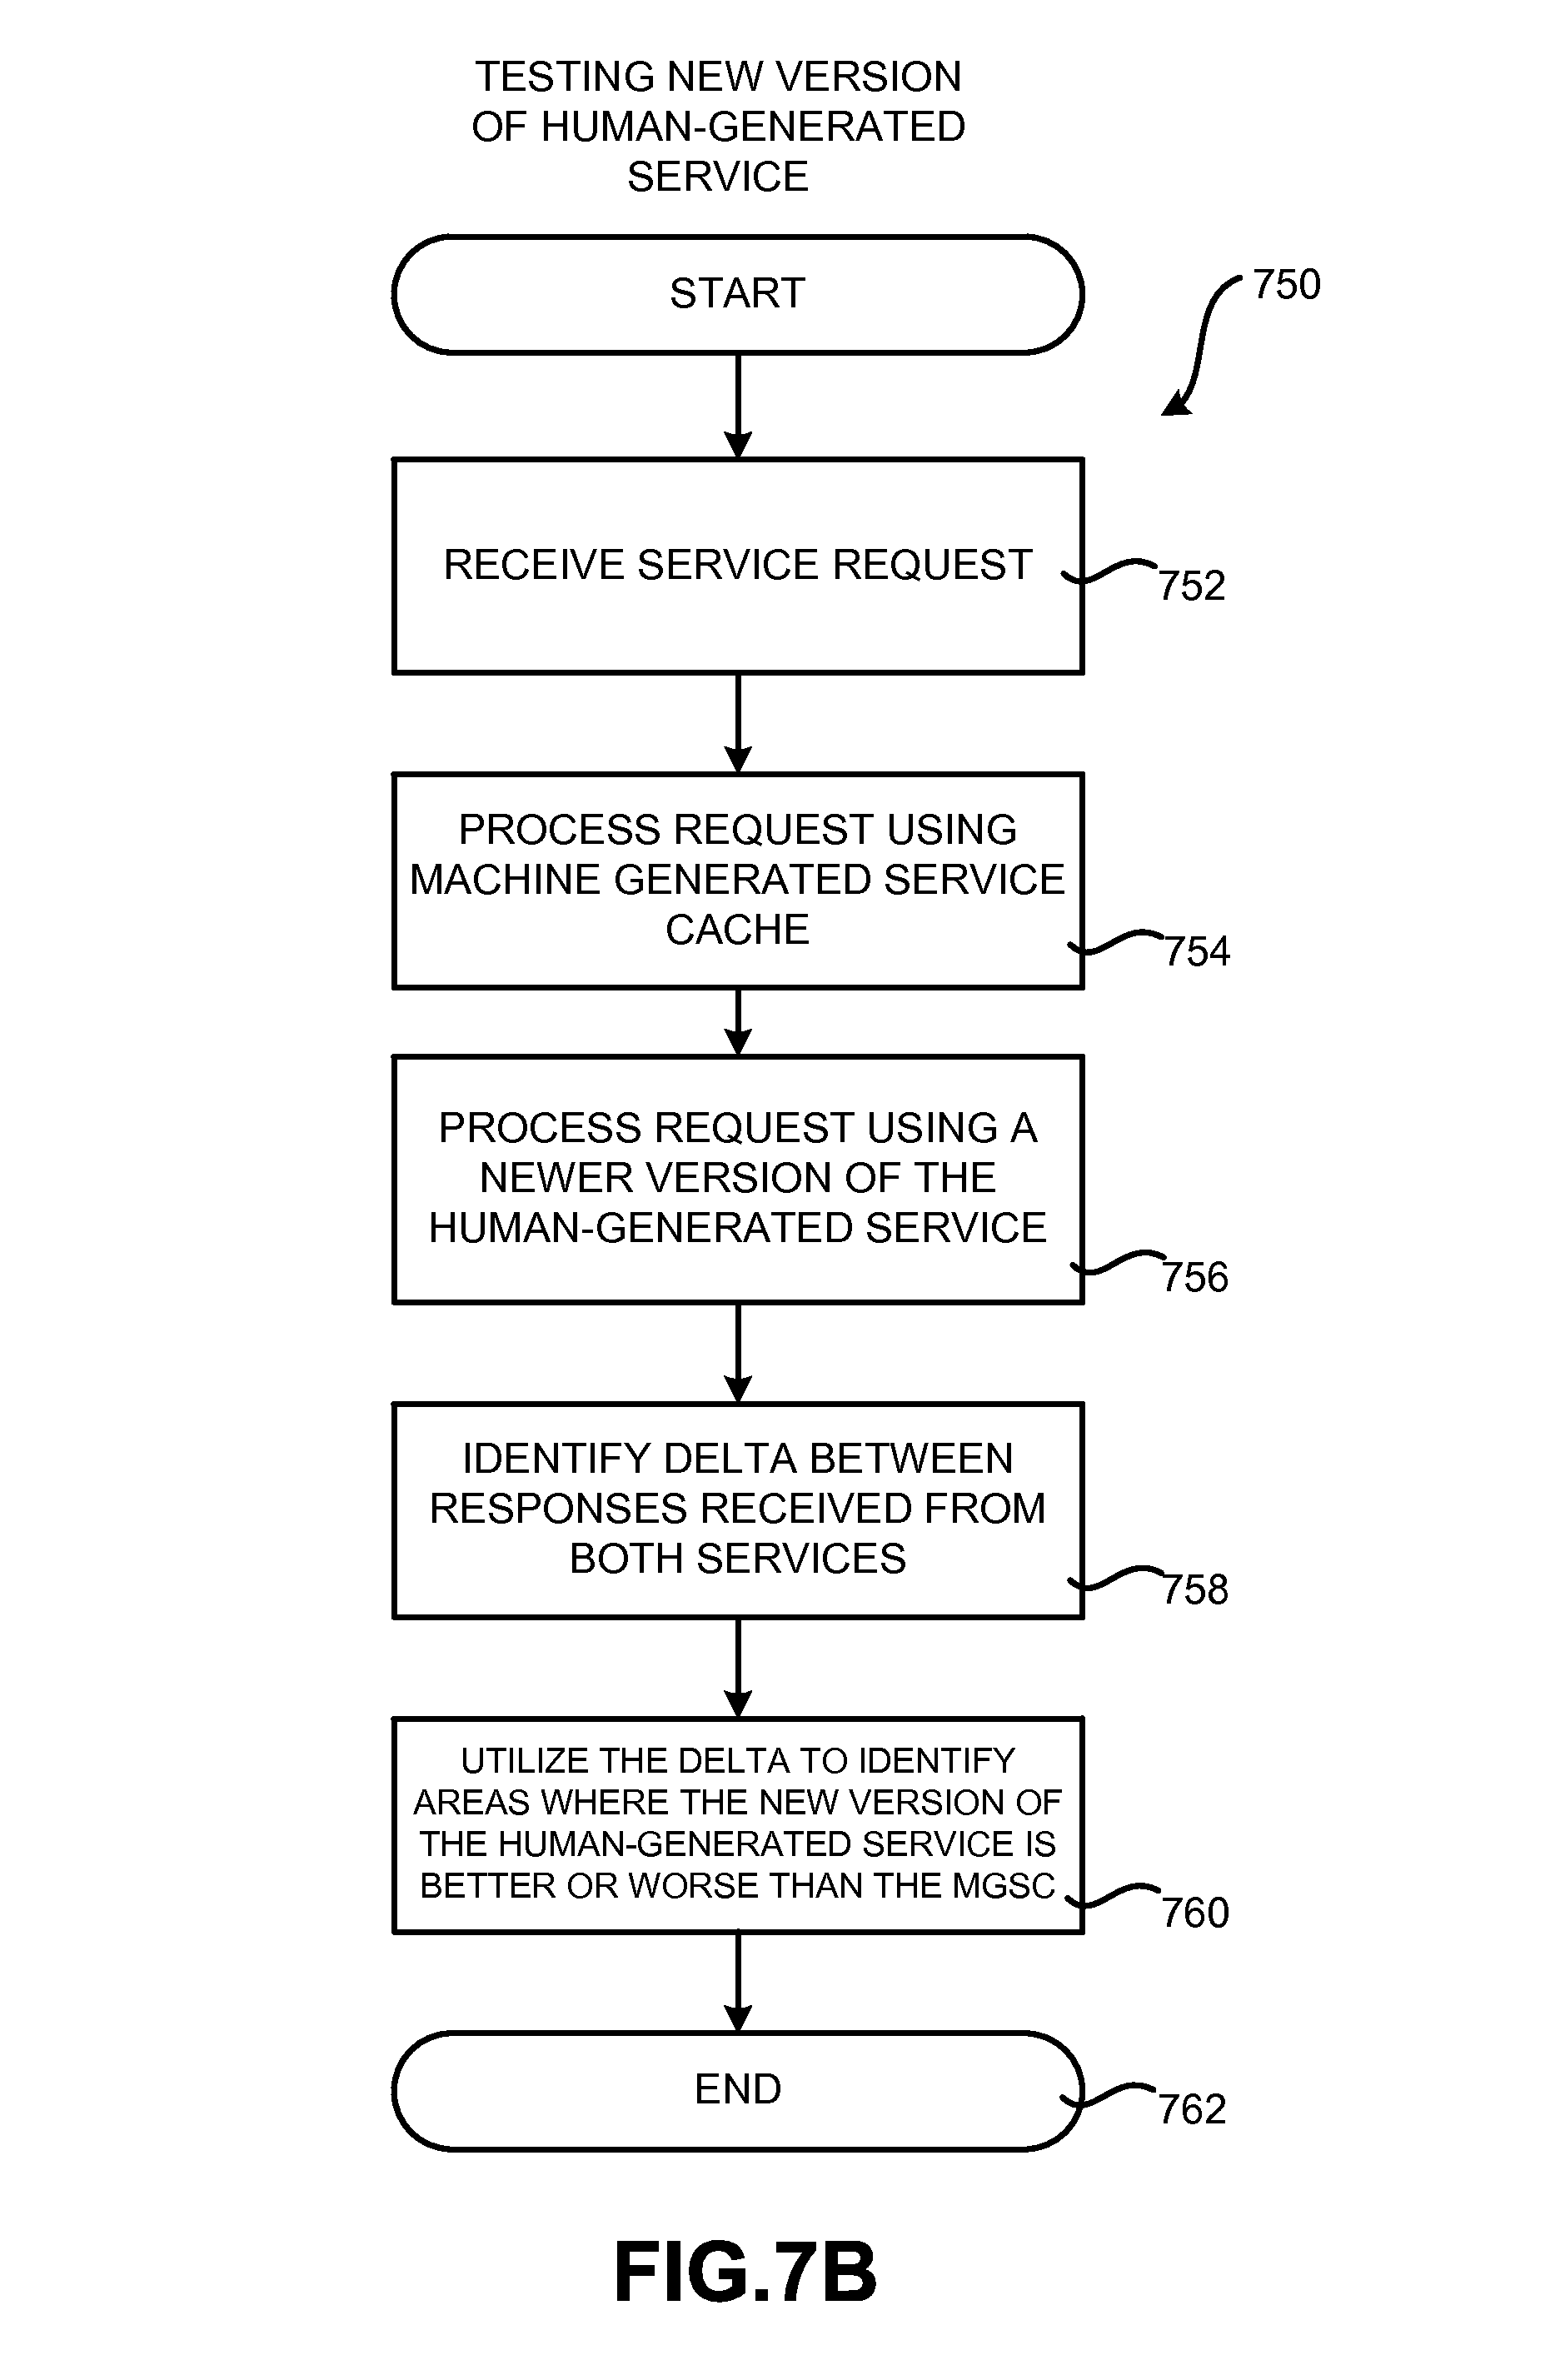 TESTING NEW VERSION
OF HUMAN-GENERATED
SERVICE
START
750
RECEIVE SERVICE REQUEST
752
PROCESS REQUEST USING
MACHINE GENERATED SERVICE
CACHE
754
PROCESS REQUEST USING A
NEWER VERSION OF THE
HUMAN-GENERATED SERVICE
756
IDENTIFY DELTA BETWEEN
RESPONSES RECEIVED FROM
BOTH SERVICES
758
UTILIZE THE DELTA TO IDENTIFY
AREAS WHERE THE NEW VERSION OF
THE HUMAN-GENERATED SERVICE IS
BETTER OR WORSE THAN THE MGSC
760
END
762
FIG.7B